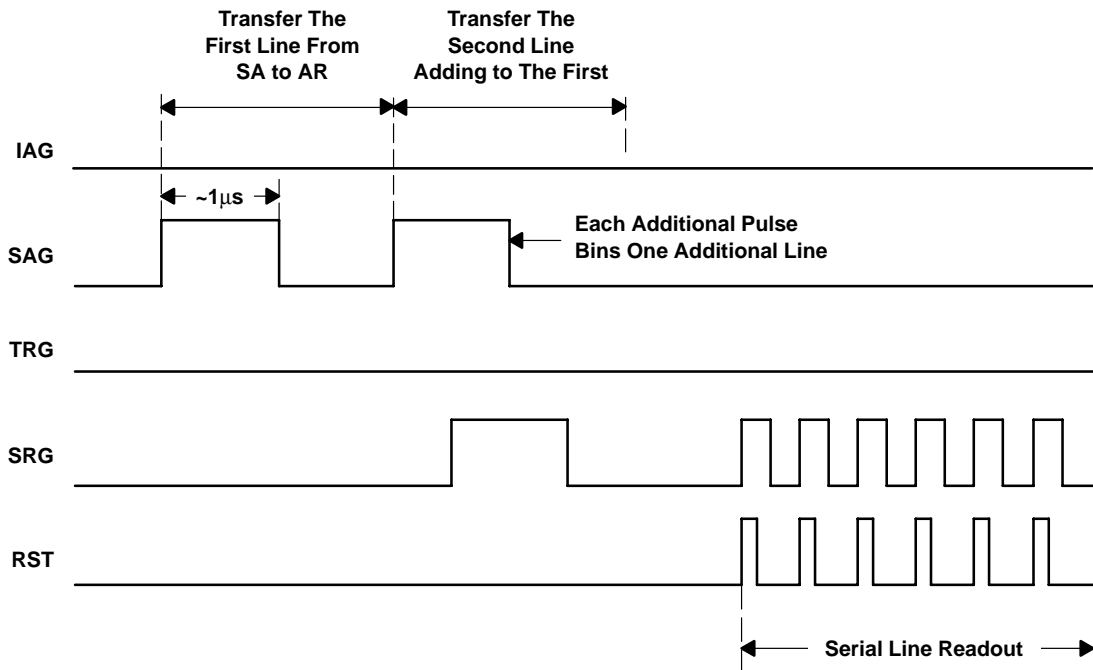 Transfer The
First Line From
SA to AR
Transfer The
Second Line
Adding to The First
IAG
~1μs
SAG
Each Additional Pulse
Bins One Additional Line
TRG
SRG
RST
Serial Line Readout